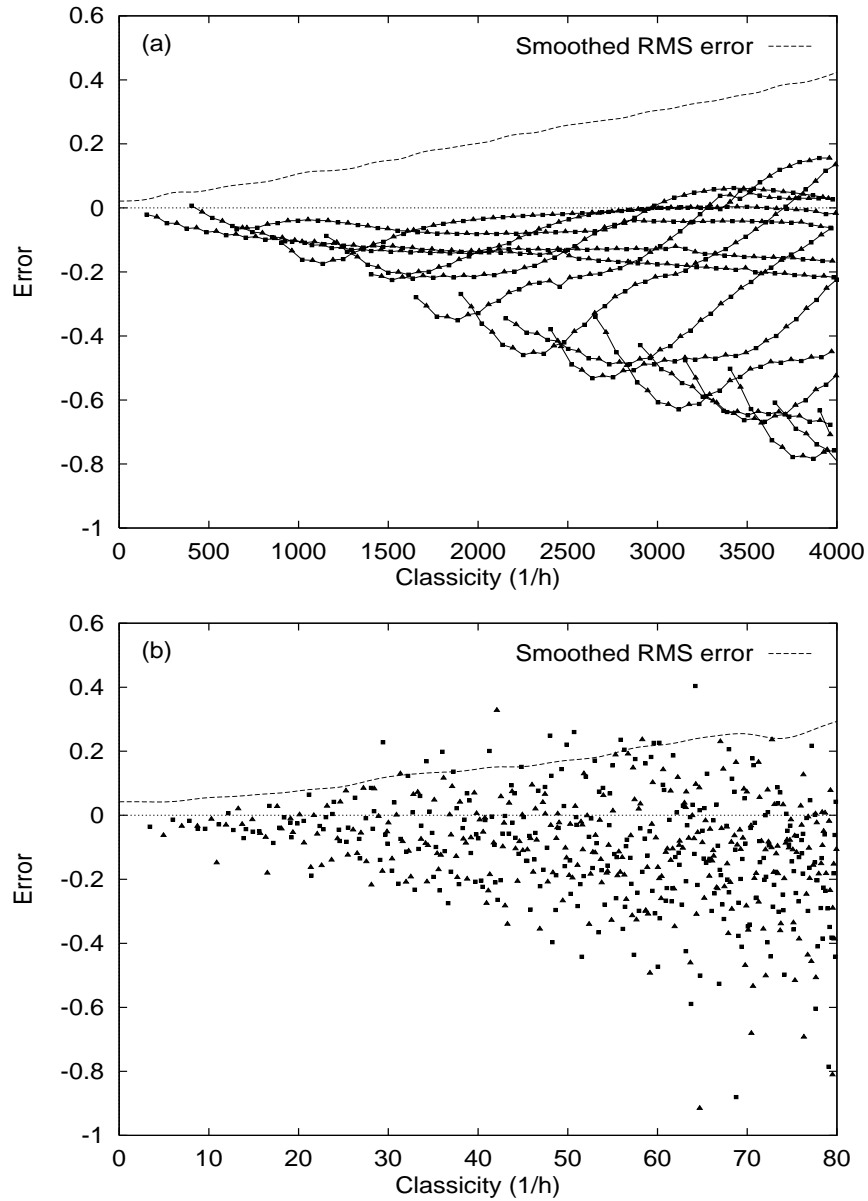 0.6
(a)
Smoothed RMS error
0.4
0.2
0
-0.2
-0.4
-0.6
-0.8
-1
Error
0 500 1000 1500 2000 2500 3000 3500 4000
Classicity (1/h)
0.6
(b)
Smoothed RMS error
0.4
0.2
0
-0.2
-0.4
-0.6
-0.8
-1
Error
0 10 20 30 40 50 60 70 80
Classicity (1/h)